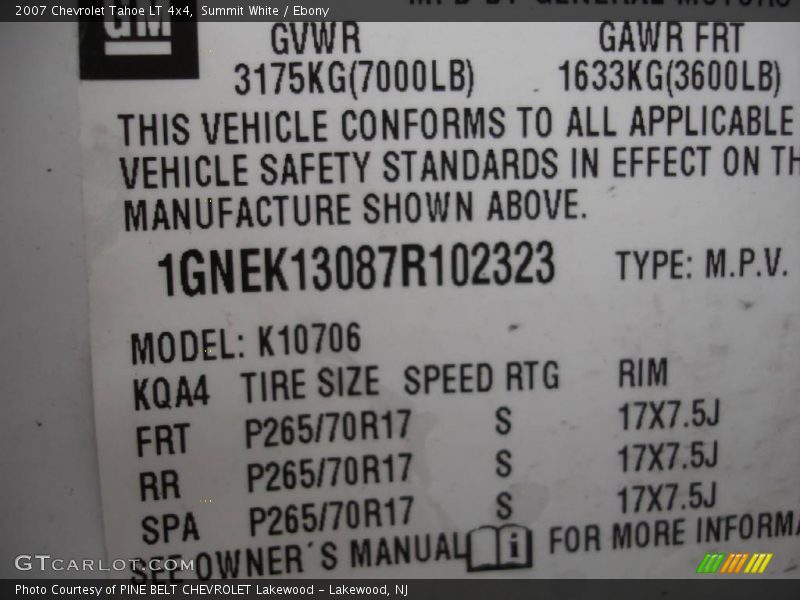 2007 Chevrolet Tahoe LT 4x4, Summit White / Ebony
GM
GVWR GAWR FRT
3175KG(7000LB) 1633KG(3600LB)
THIS VEHICLE CONFORMS TO ALL APPLICABLE
VEHICLE SAFETY STANDARDS IN EFFECT ON TH
MANUFACTURE SHOWN ABOVE.
1GNEK13087R102323 TYPE: M.P.V.
MODEL: K10706
KQA4 TIRE SIZE SPEED RTG RIM
FRT P265/70R17 S 17X7.5J
RR P265/70R17 S 17X7.5J
SPA P265/70R17 S 17X7.5J
SEE OWNER'S MANUAL i FOR MORE INFORMA
GTCARLOT.COM
Photo Courtesy of PINE BELT CHEVROLET Lakewood - Lakewood, NJ